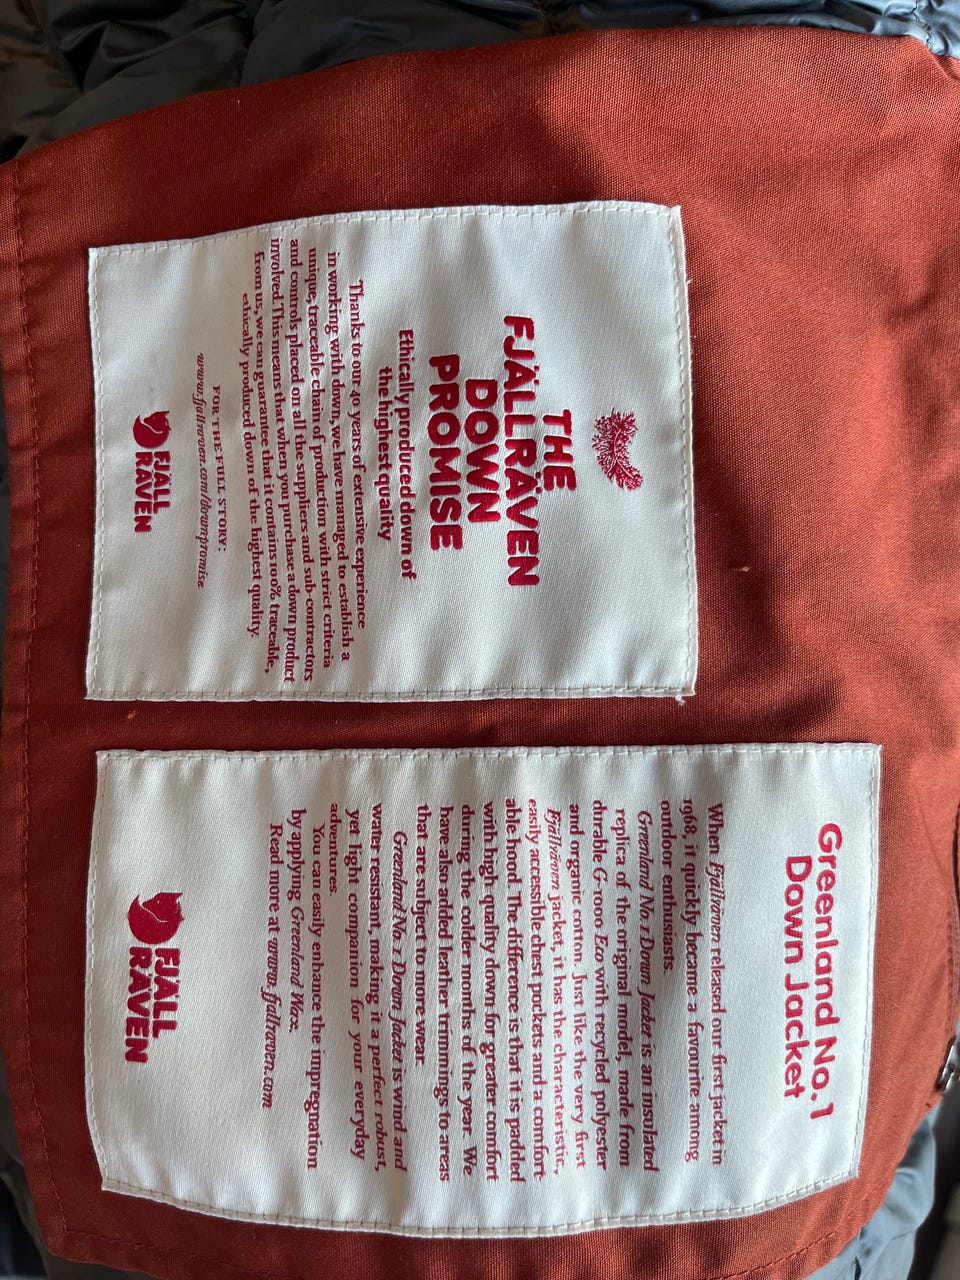 THE
FJÄLLRÄVEN
DOWN
PROMISE
Ethically produced down of
the highest quality
Thanks to our 40 years of extensive experience
in working with down, we have managed to establish a
unique, traceable chain of production with strict criteria
and controls placed on all the suppliers and sub-contractors
involved. This means that when you purchase a down product
from us, we can guarantee that it contains 100% traceable,
ethically produced down of the highest quality.
FOR THE FULL STORY:
www.fjallraven.com/downpromise
FJÄLL
RÄVEN
Greenland No.1
Down Jacket
When Fjällräven released our first jacket in
1968, it quickly became a favourite among
outdoor enthusiasts.
Greenland No.1 Down Jacket is an insulated
replica of the original model, made from
durable G-1000 Eco with recycled polyester
and organic cotton. Just like the very first
Fjällräven jacket, it has the characteristic,
easily accessible chest pockets and a comfort-
able hood. The difference is that it is padded
with high quality down for greater comfort
during the colder months of the year. We
have also added leather trimmings to areas
that are subject to more wear.
Greenland No. 1 Down Jacket is wind and
water resistant, making it a perfect robust,
yet light companion for your everyday
adventures.
You can easily enhance the impregnation
by applying Greenland Wax.
Read more at www.fjallraven.com
FJÄLL
RÄVEN